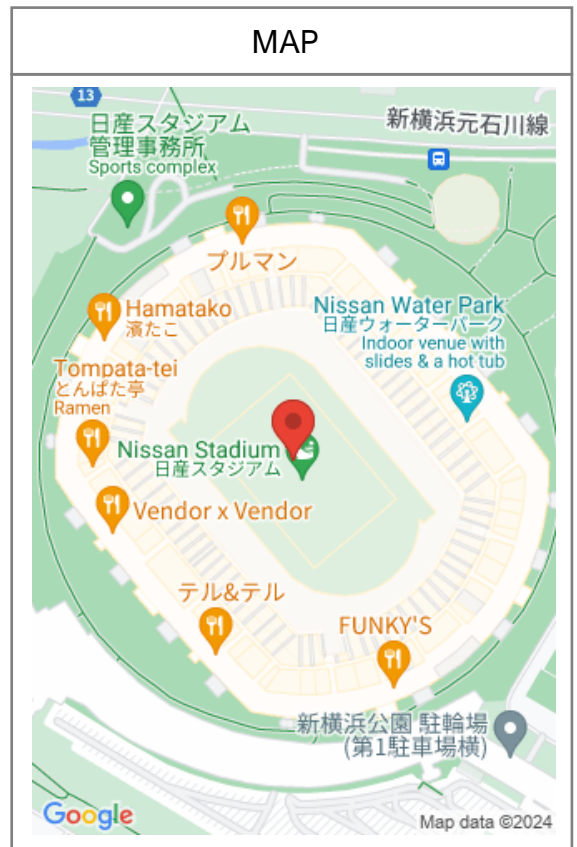 MAP
13
日産スタジアム
管理事務所
Sports complex
新横浜元石川線
プルマン
Hamatako
濱たこ
Nissan Water Park
日産ウォーターパーク
Indoor venue with
slides & a hot tub
Tompata-tei
とんぱた亭
Ramen
Nissan Stadium
日産スタジアム
Vendor x Vendor
テル&テル
FUNKY'S
新横浜公園 駐輪場
(第1駐車場横)
Google
Map data ©2024